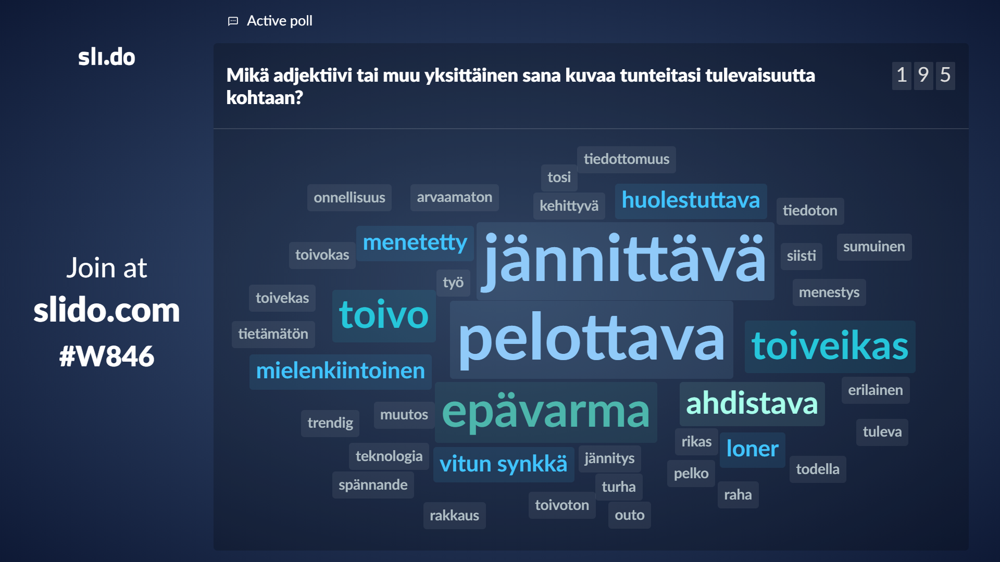 Active poll
sli.do
Mikä adjektiivi tai muu yksittäinen sana kuvaa tunteitasi tulevaisuutta
kohtaan?
195
Join at
slido.com
#W846
tiedottomuus
tosi
onnellisuus
arvaamaton
kehittyvä
huolestuttava
tiedoton
menetetty
jännittävä
toivokas
siisti
sumuinen
työ
toivekas
toivo
menestys
tietämätön
pelottava
toiveikas
mielenkiintoinen
epävarma
ahdistava
erilainen
trendig
muutos
rikas
loner
tuleva
teknologia
vitun synkkä
jännitys
pelko
todella
spännande
turha
raha
rakkaus
toivoton
outo